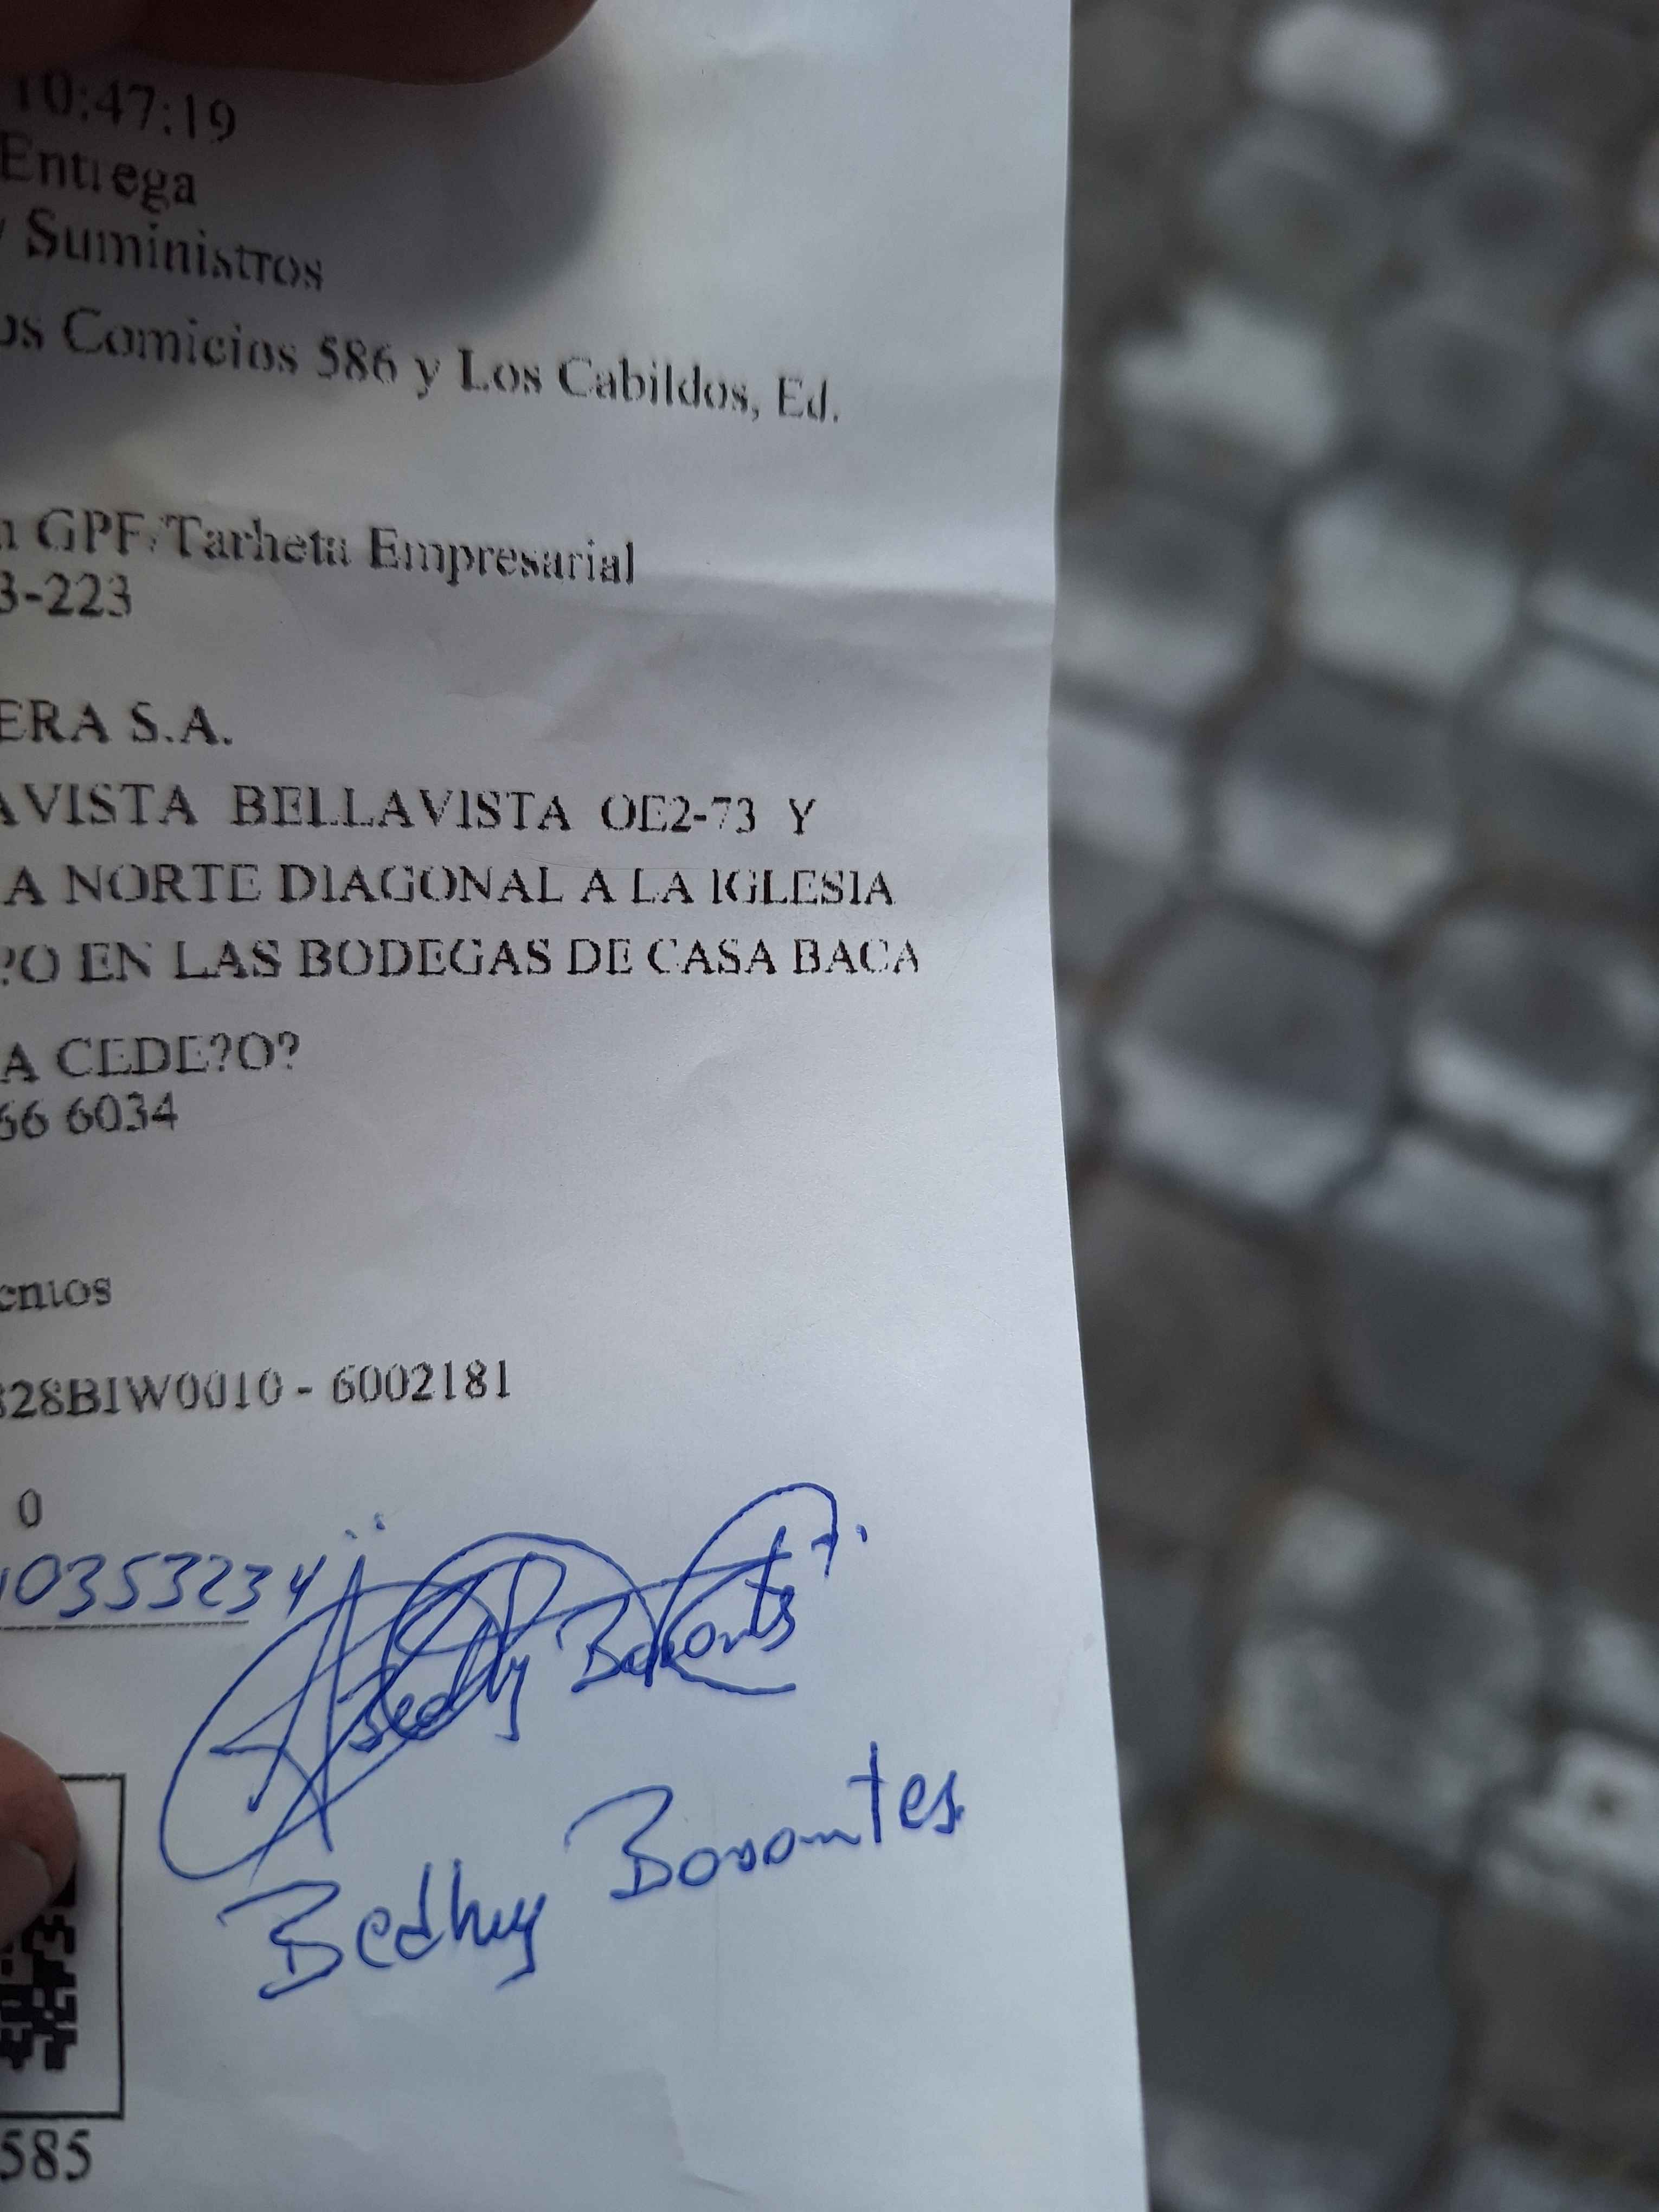 10:47:19
Entrega
y Suministros
os Comicios 586 y Los Cabildos, Ed.
n GPF/Tarheta Empresarial
3-223
ERA S.A.
AVISTA BELLAVISTA OE2-73 Y
A NORTE DIAGONAL A LA IGLESIA
?O EN LAS BODEGAS DE CASA BACA
A CEDE?O?
66 6034
entos
328BIW0010 - 6002181
0
10353234
Bedhy
585